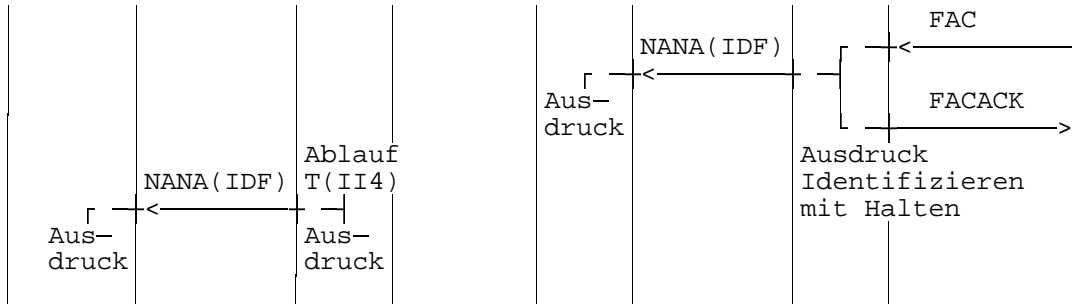 FAC
NANA(IDF)
Aus-
druck
FACACK
Ablauf
T(II4)
NANA(IDF)
Ausdruck
Identifizieren
mit Halten
Aus-
druck
Aus-
druck